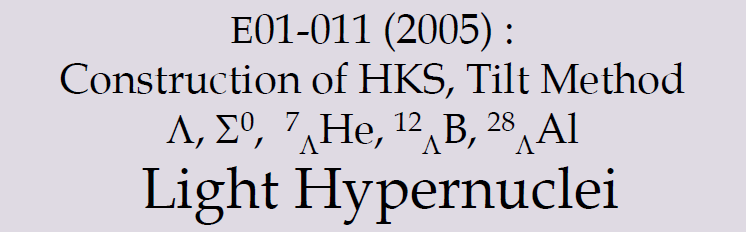 E01-011 (2005) :
Construction of HKS, Tilt Method
Λ, Σ⁰, ⁷ΛHe, ¹²ΛB, ²⁸ΛAl
Light Hypernuclei